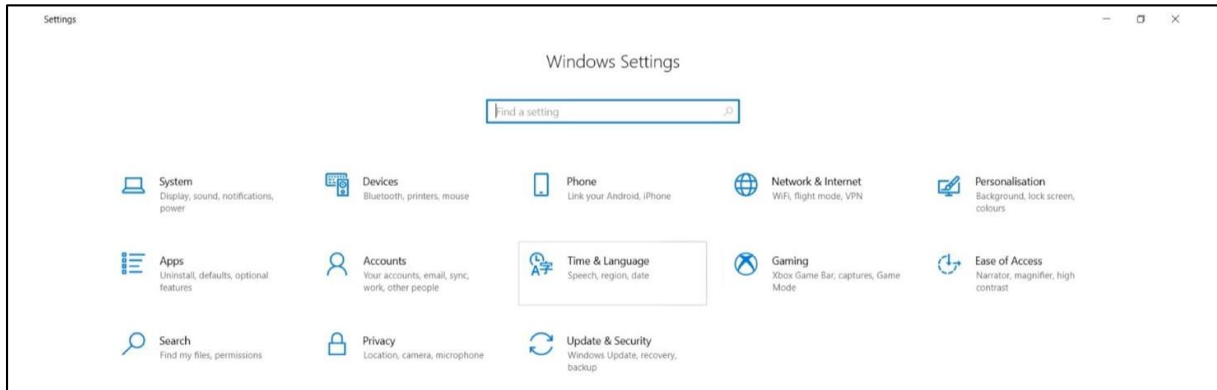 Settings
Windows Settings
Find a setting
System
Display, sound, notifications,
power
Devices
Bluetooth, printers, mouse
Phone
Link your Android, iPhone
Network & Internet
WiFi, flight mode, VPN
Personalisation
Background, lock screen,
colours
Apps
Uninstall, defaults, optional
features
Accounts
Your accounts, email, sync,
work, other people
Time & Language
Speech, region, date
Gaming
Xbox Game Bar, captures, Game
Mode
Ease of Access
Narrator, magnifier, high
contrast
Search
Find my files, permissions
Privacy
Location, camera, microphone
Update & Security
Windows Update, recovery,
backup